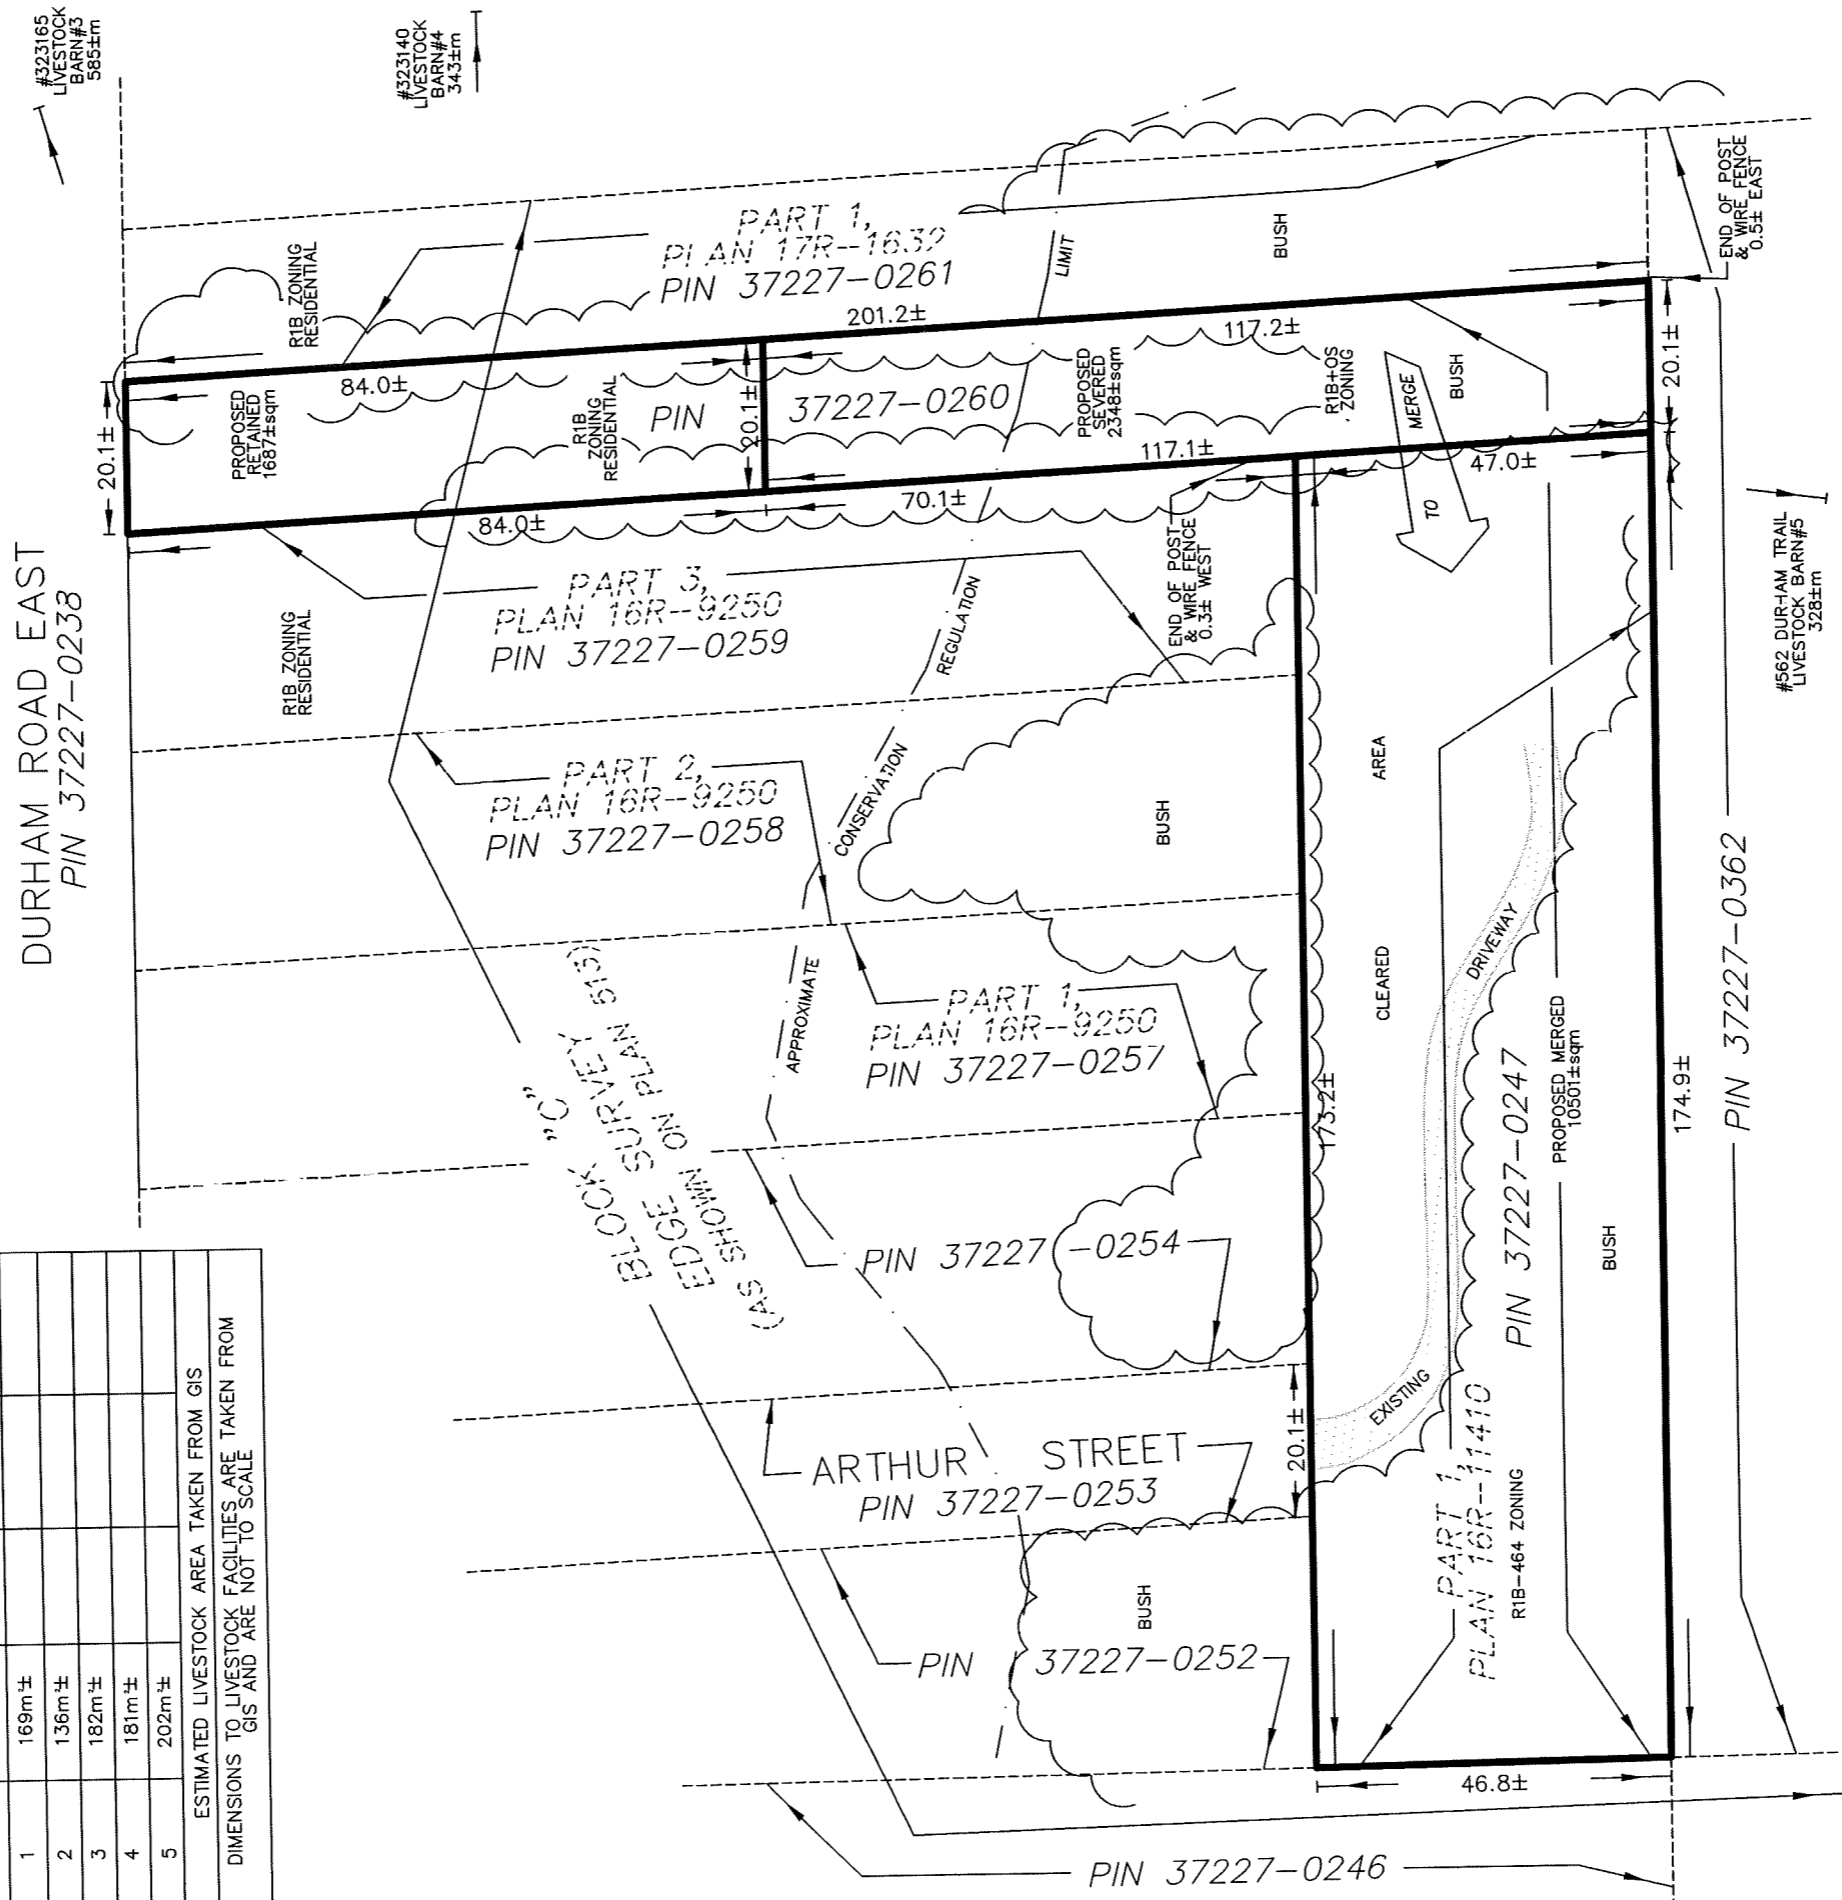 #323165
LIVESTOCK
BARN#3
585±m
#323140
LIVESTOCK
BARN#4
343±m
DURHAM ROAD EAST
PIN 37227-0238
20.1±
PROPOSED
RETAINED
1687±sqm
84.0±
R1B ZONING
RESIDENTIAL
PART 1,
PLAN 17R-1632
PIN 37227-0261
201.2±
LIMIT
BUSH
117.2±
R1B
ZONING
RESIDENTIAL
PIN
20.1±
37227-0260
PROPOSED
SEVERED
2348±sqm
R1B+OS
ZONING
MERGE
TO
BUSH
20.1±
END OF POST
& WIRE FENCE
0.5± EAST
84.0±
70.1±
117.1±
47.0±
END OF POST
& WIRE FENCE
0.3± WEST
#562 DURHAM TRAIL
LIVESTOCK BARN#5
328±m
R1B ZONING
RESIDENTIAL
PART 3,
PLAN 16R-9250
PIN 37227-0259
REGULATION
PART 2,
PLAN 16R-9250
PIN 37227-0258
CONSERVATION
BUSH
AREA
CLEARED
DRIVEWAY
APPROXIMATE
PART 1,
PLAN 16R-9250
PIN 37227-0257
BLOCK "C"
EDGE SURVEY
(AS SHOWN ON PLAN 513)
PIN 37227-0254
173.2±
PIN 37227-0247
PROPOSED MERGED
10501±sqm
174.9±
PIN 37227-0362
BUSH
EXISTING
20.1±
ARTHUR STREET
PIN 37227-0253
PART 1,
PLAN 16R-11410
R1B-464 ZONING
BUSH
PIN 37227-0252
46.8±
PIN 37227-0246
1 169m²±
2 136m²±
3 182m²±
4 181m²±
5 202m²±
ESTIMATED LIVESTOCK AREA TAKEN FROM GIS
DIMENSIONS TO LIVESTOCK FACILITIES ARE TAKEN FROM
GIS AND ARE NOT TO SCALE